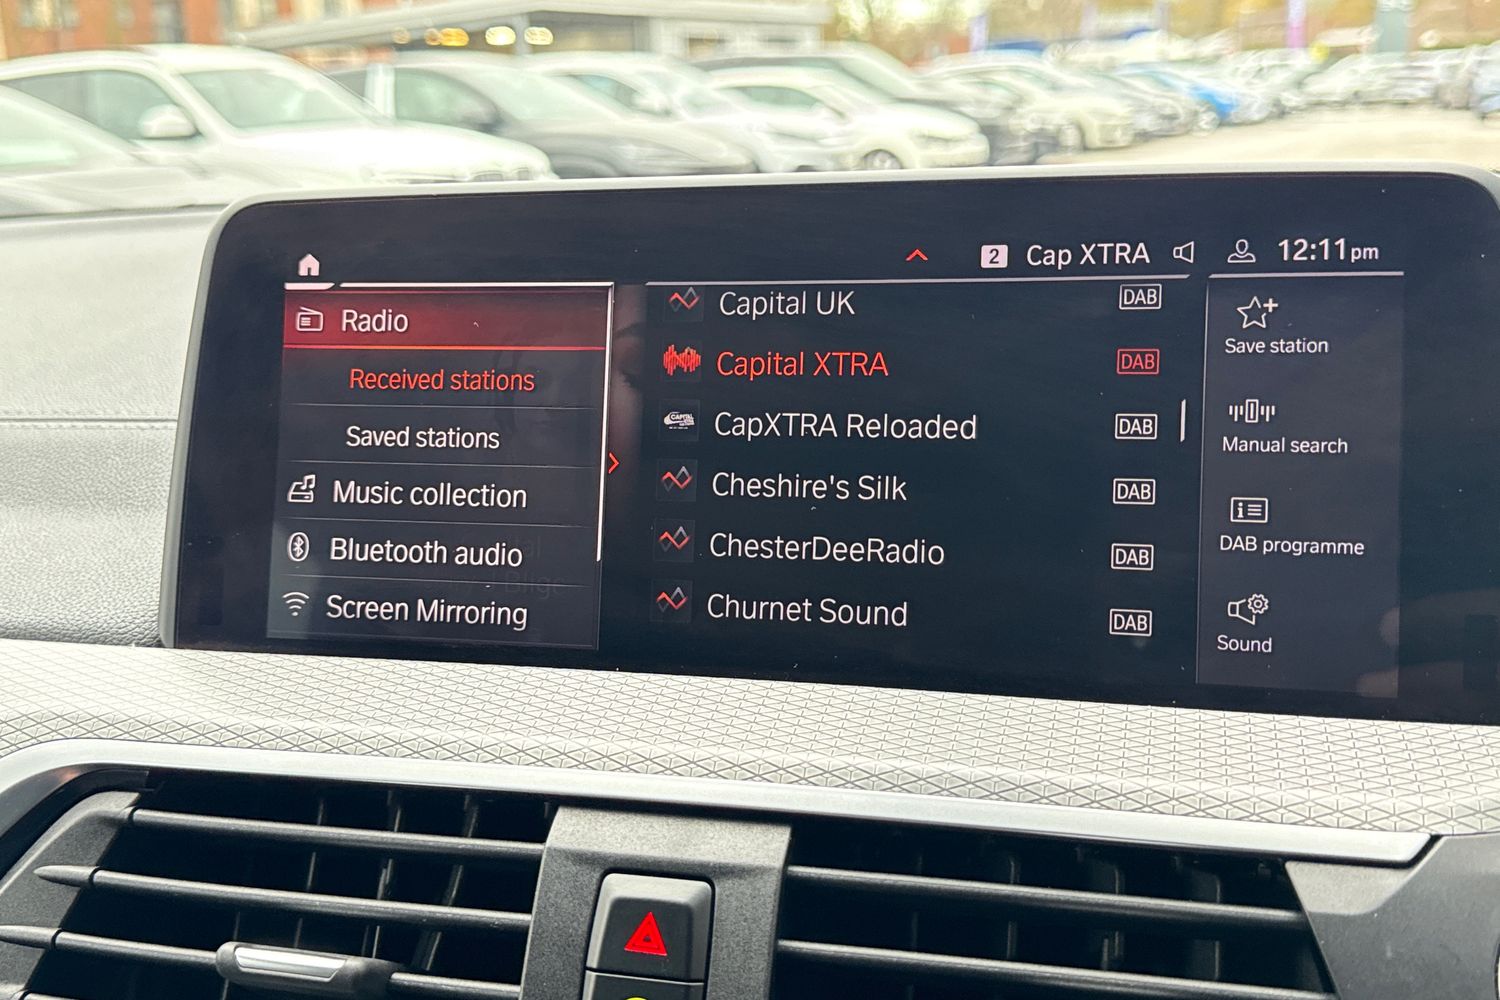 2 Cap XTRA 12:11pm
Radio
Received stations
Saved stations
Music collection
Bluetooth audio
Screen Mirroring
Capital UK DAB
Capital XTRA DAB
CapXTRA Reloaded DAB
Cheshire's Silk DAB
ChesterDeeRadio DAB
Churnet Sound DAB
Save station
Manual search
DAB programme
Sound